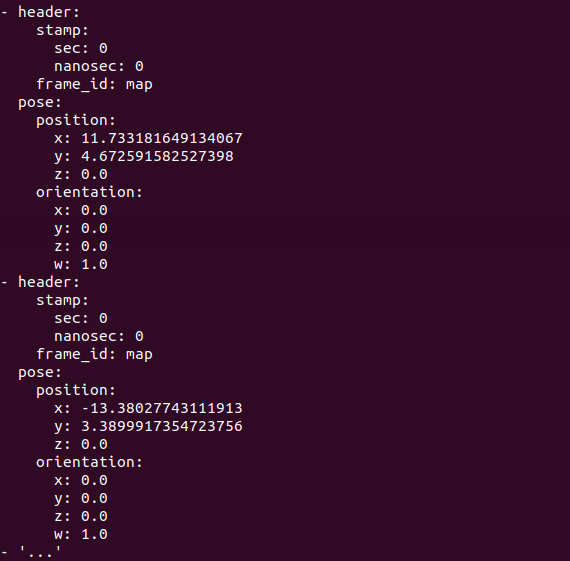 - header:
    stamp:
      sec: 0
      nanosec: 0
    frame_id: map
  pose:
    position:
      x: 11.733181649134067
      y: 4.672591582527398
      z: 0.0
    orientation:
      x: 0.0
      y: 0.0
      z: 0.0
      w: 1.0
- header:
    stamp:
      sec: 0
      nanosec: 0
    frame_id: map
  pose:
    position:
      x: -13.38027743111913
      y: 3.3899917354723756
      z: 0.0
    orientation:
      x: 0.0
      y: 0.0
      z: 0.0
      w: 1.0
- '...'